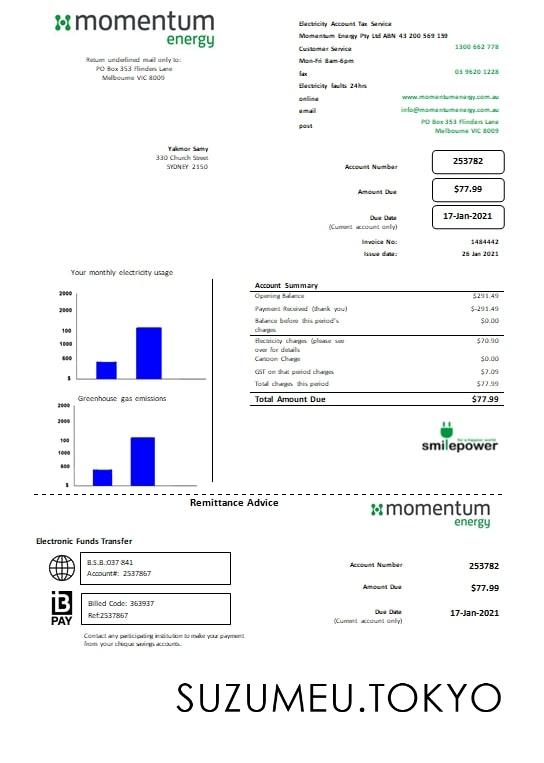 momentum
energy
Return undelefined mail only to:
PO Box 353 Flinders Lane
Melbourne VIC 8009
Electricity Account Tax Service
Momentum Energy Pty Ltd ABN 43 200 569 159
Customer Service 1300 662 778
Mon-Fri 8am-6pm
fax 03 9620 1228
Electricity faults 24hrs
online www.momentumenergy.com.au
email info@momentumenergy.com.au
post PO Box 353 Flinders Lane
Melbourne VIC 8009
Yakmor Samy
330 Church Street
SYDNEY 2150
Account Number 253782
Amount Due $77.99
Due Date 17-Jan-2021
(Current account only)
Invoice No: 1484442
Issue date: 26 Jan 2021
Your monthly electricity usage
2000
2000
100
1000
600
$
Greenhouse gas emissions
2000
2000
100
1000
600
$
Account Summary
Opening Balance $291.49
Payment Received (thank you) $-291.49
Balance before this period's $0.00
charges
Electricity charges (please see $70.90
over for details
Cartoon Charge $0.00
GST on that period charges $7.09
Total charges this period $77.99
Total Amount Due $77.99
for a happier world
smilepower
Remittance Advice
momentum
energy
Electronic Funds Transfer
B.S.B.:037 841
Account#: 2537867
B
PAY
Billed Code: 363937
Ref:2537867
Contact any participating institution to make your payment
from your cheque savings accounts.
Account Number 253782
Amount Due $77.99
Due Date 17-Jan-2021
(Current account only)
SUZUMEU.TOKYO